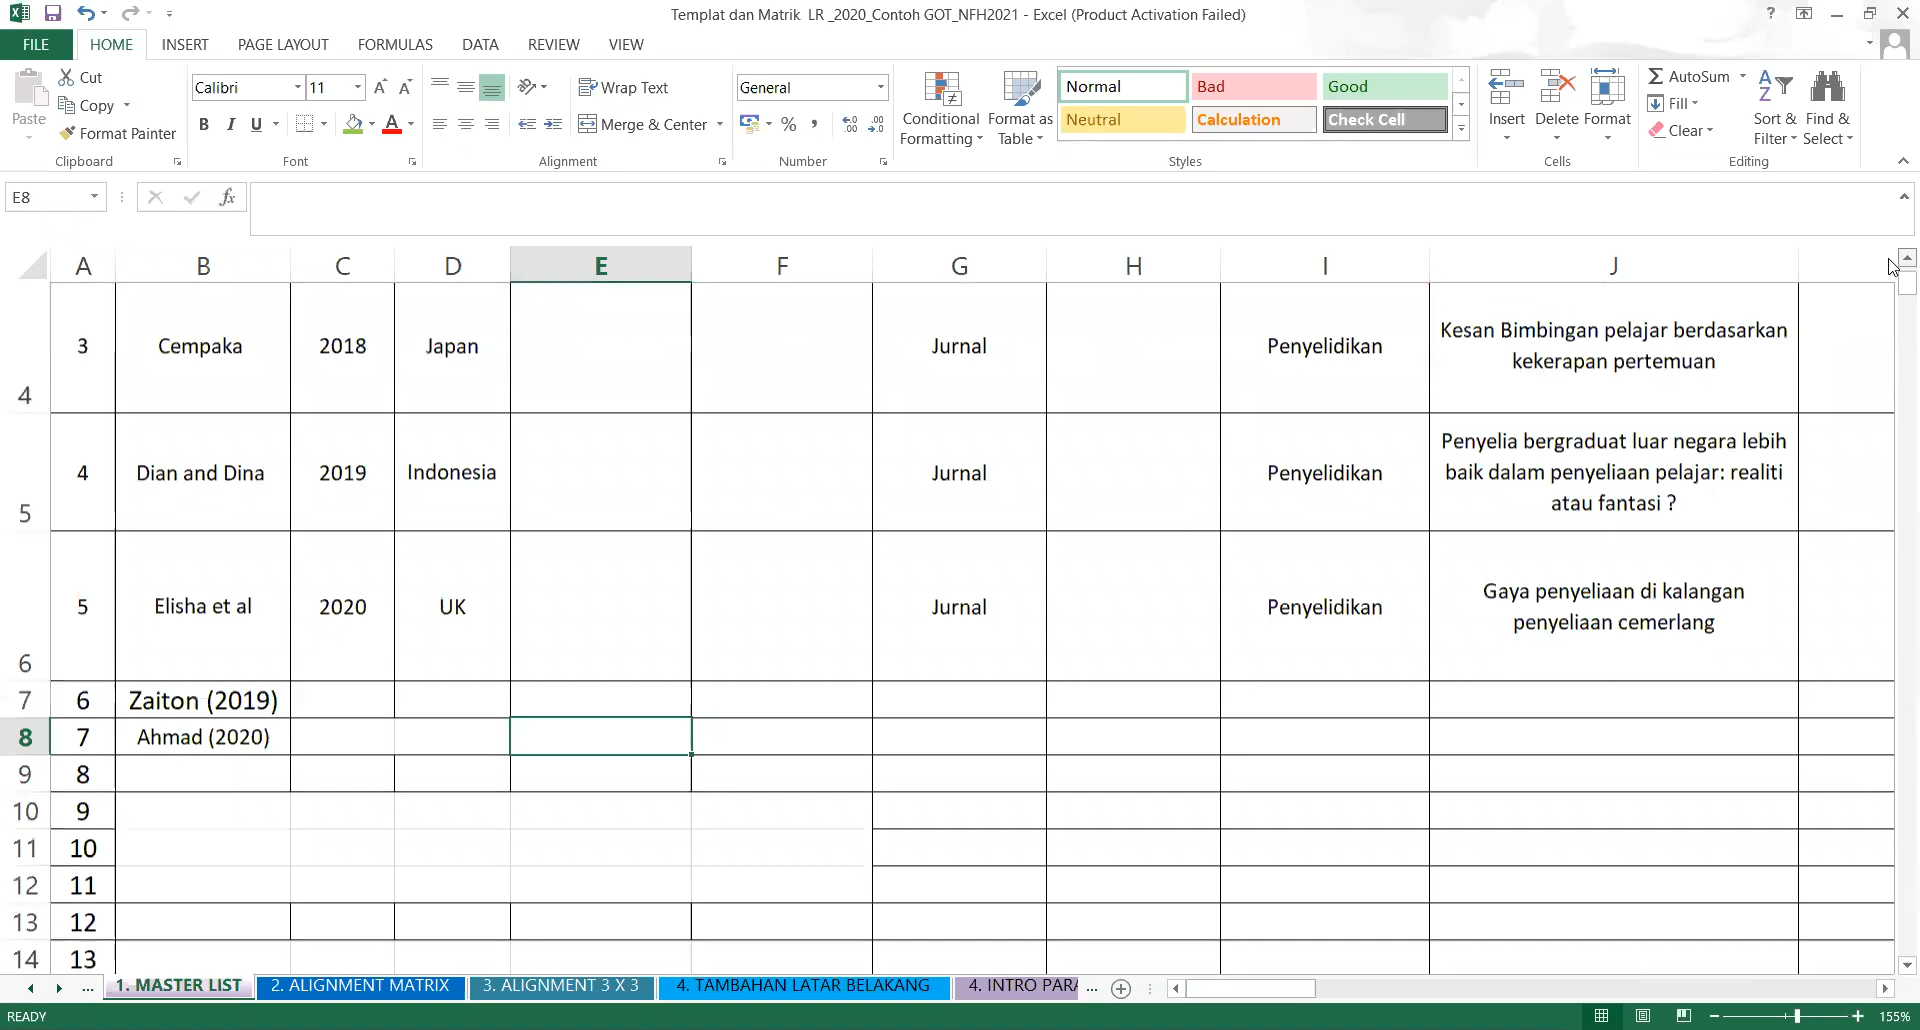 Templat dan Matrik LR _2020_Contoh GOT_NFH2021 - Excel (Product Activation Failed)
FILE HOME INSERT PAGE LAYOUT FORMULAS DATA REVIEW VIEW
Paste
Cut
Copy
Format Painter
Clipboard
Calibri 11
B I U
Font
Wrap Text
Merge & Center
Alignment
General
%
Number
Conditional Formatting
Format as Table
Normal Bad Good
Neutral Calculation Check Cell
Styles
Insert Delete Format
Cells
AutoSum
Fill
Clear
Sort & Filter
Find & Select
Editing
E8
fx
A B C D E F G H I J
4 3 Cempaka 2018 Japan Jurnal Penyelidikan Kesan Bimbingan pelajar berdasarkan
kekerapan pertemuan
5 4 Dian and Dina 2019 Indonesia Jurnal Penyelidikan Penyelia bergraduat luar negara lebih
baik dalam penyeliaan pelajar: realiti
atau fantasi ?
6 5 Elisha et al 2020 UK Jurnal Penyelidikan Gaya penyeliaan di kalangan
penyeliaan cemerlang
7 6 Zaiton (2019)
8 7 Ahmad (2020)
9 8
10 9
11 10
12 11
13 12
14 13
... 1. MASTER LIST 2. ALIGNMENT MATRIX 3. ALIGNMENT 3 X 3 4. TAMBAHAN LATAR BELAKANG 4. INTRO PARA ...
READY 155%